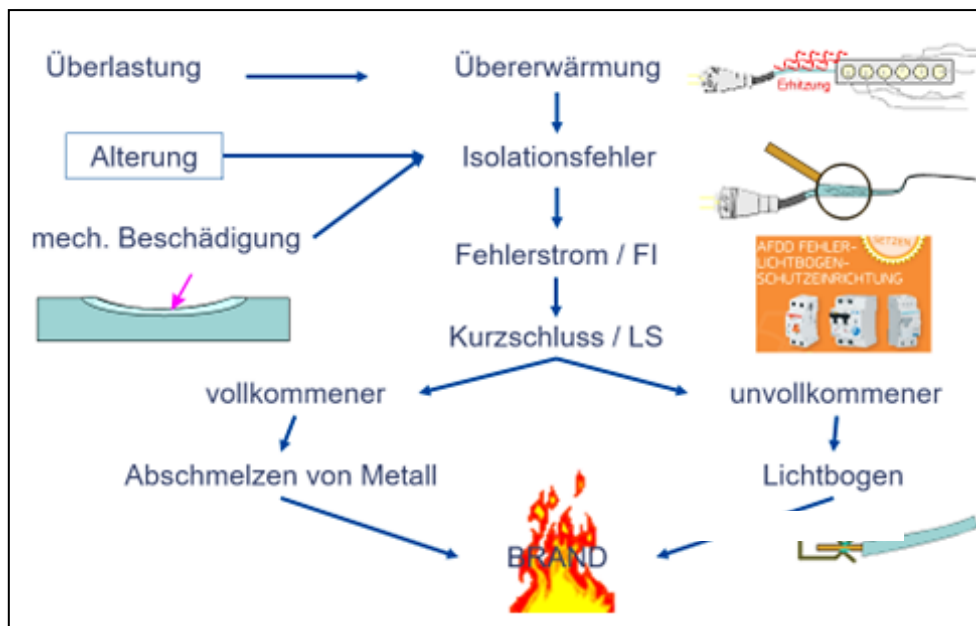 Überlastung
Übererwärmung
Erhitzung
Alterung
Isolationsfehler
mech. Beschädigung
Fehlerstrom / FI
SETZEN
AFDD FEHLER-
LICHTBOGEN-
SCHUTZEINRICHTUNG
Kurzschluss / LS
vollkommener
unvollkommener
Abschmelzen von Metall
Lichtbogen
BRAND